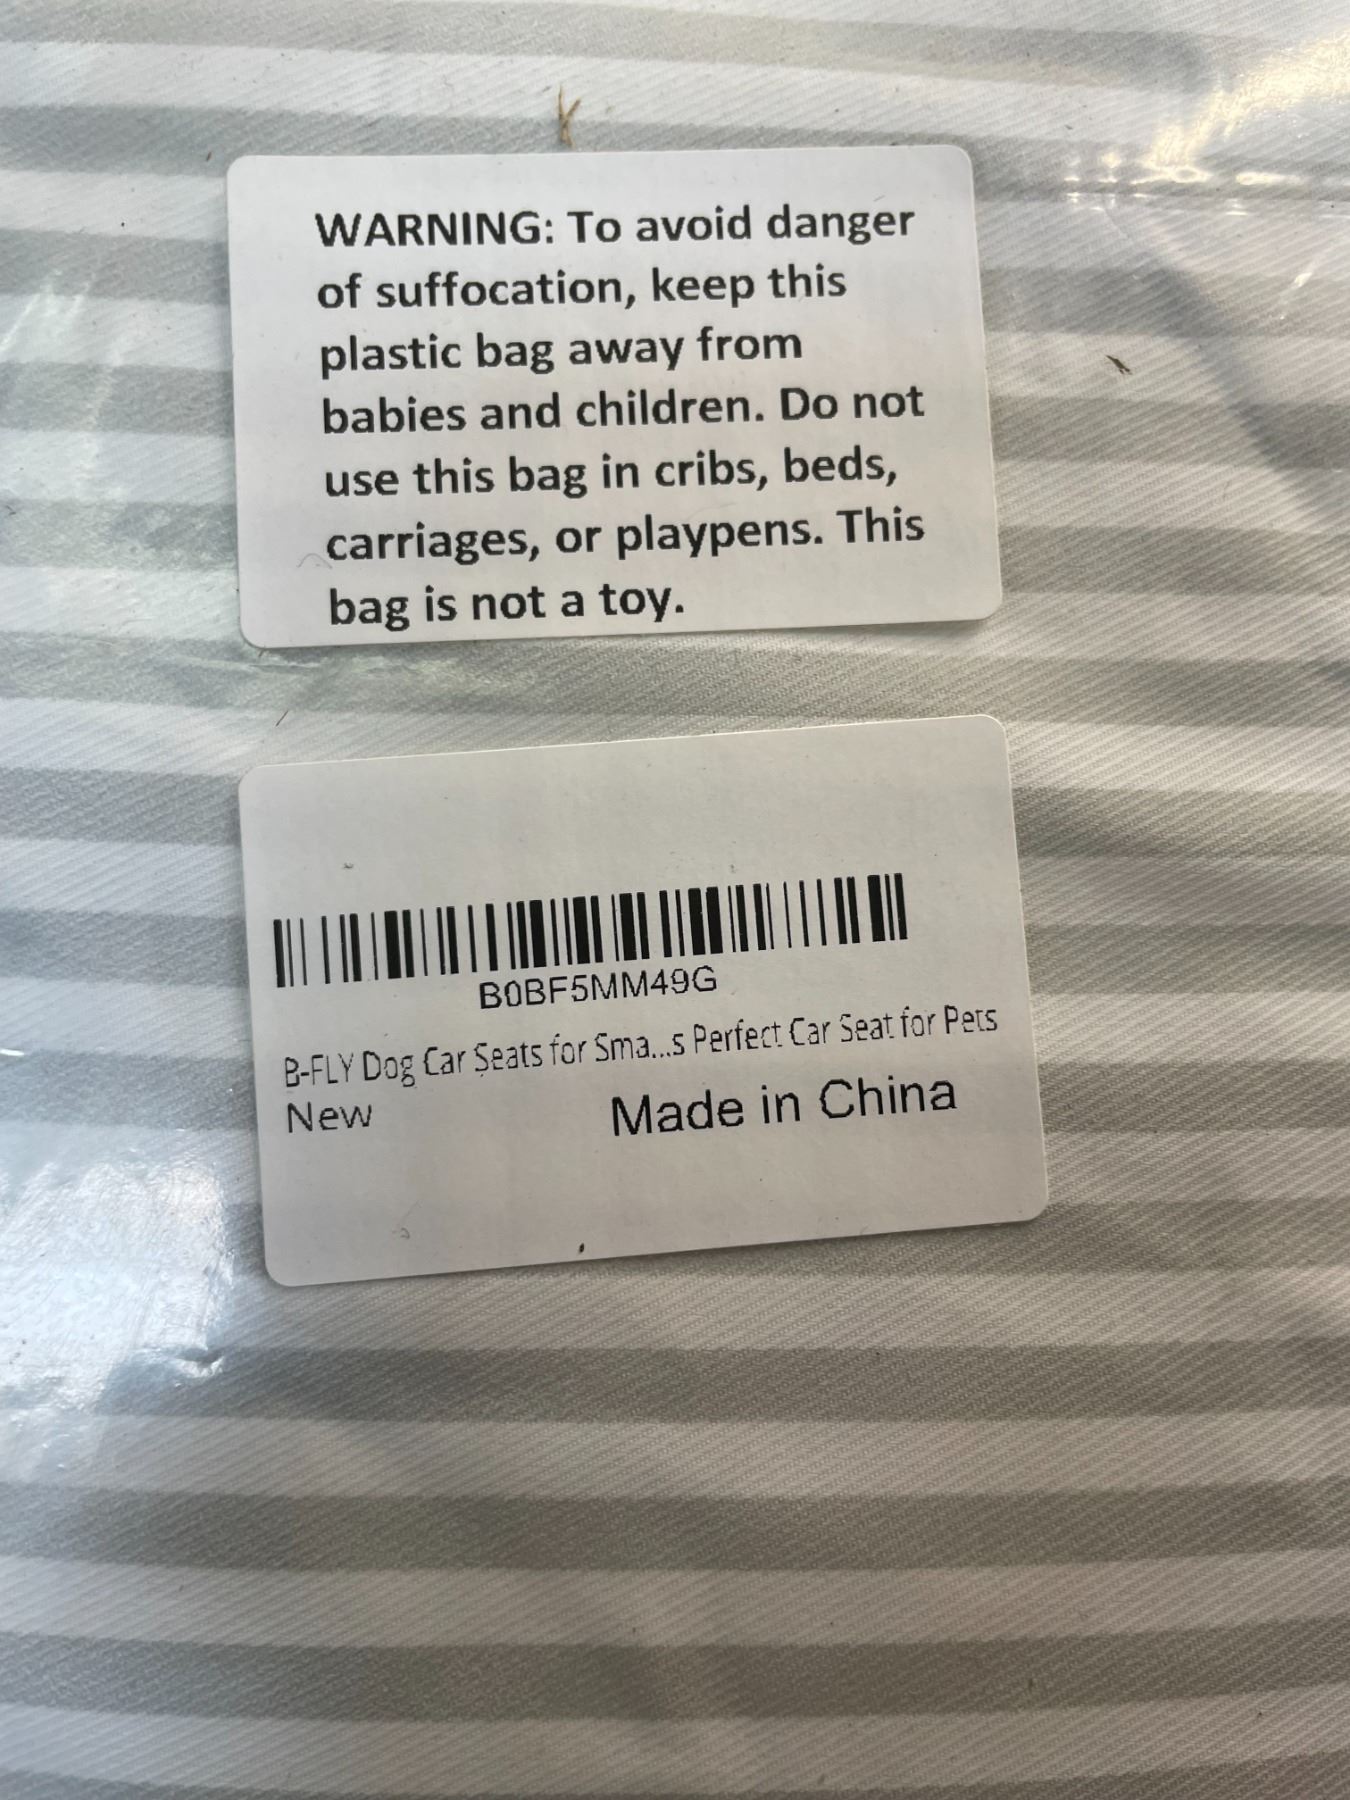 WARNING: To avoid danger
of suffocation, keep this
plastic bag away from
babies and children. Do not
use this bag in cribs, beds,
carriages, or playpens. This
bag is not a toy.
B0BF5MM49G
B-FLY Dog Car Seats for Sma...s Perfect Car Seat for Pets
New Made in China